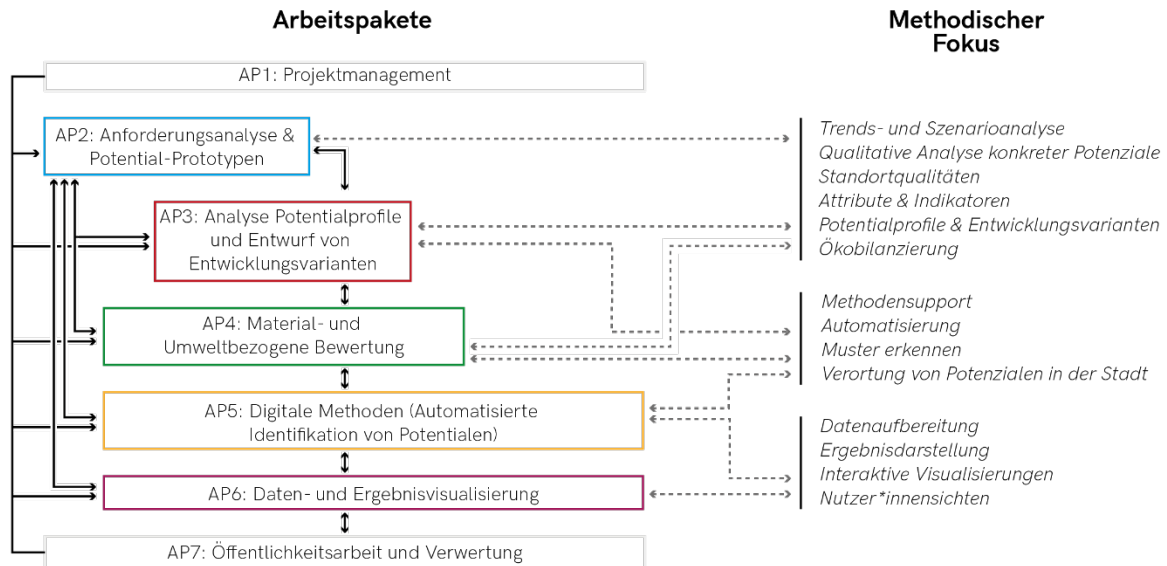 Arbeitspakete
AP1: Projektmanagement
AP2: Anforderungsanalyse &
Potential-Prototypen
AP3: Analyse Potentialprofile
und Entwurf von
Entwicklungsvarianten
AP4: Material- und
Umweltbezogene Bewertung
AP5: Digitale Methoden (Automatisierte
Identifikation von Potentialen)
AP6: Daten- und Ergebnisvisualisierung
AP7: Öffentlichkeitsarbeit und Verwertung
Methodischer
Fokus
Trends- und Szenarioanalyse
Qualitative Analyse konkreter Potenziale
Standortqualitäten
Attribute & Indikatoren
Potentialprofile & Entwicklungsvarianten
Ökobilanzierung
Methodensupport
Automatisierung
Muster erkennen
Verortung von Potenzialen in der Stadt
Datenaufbereitung
Ergebnisdarstellung
Interaktive Visualisierungen
Nutzer*innensichten